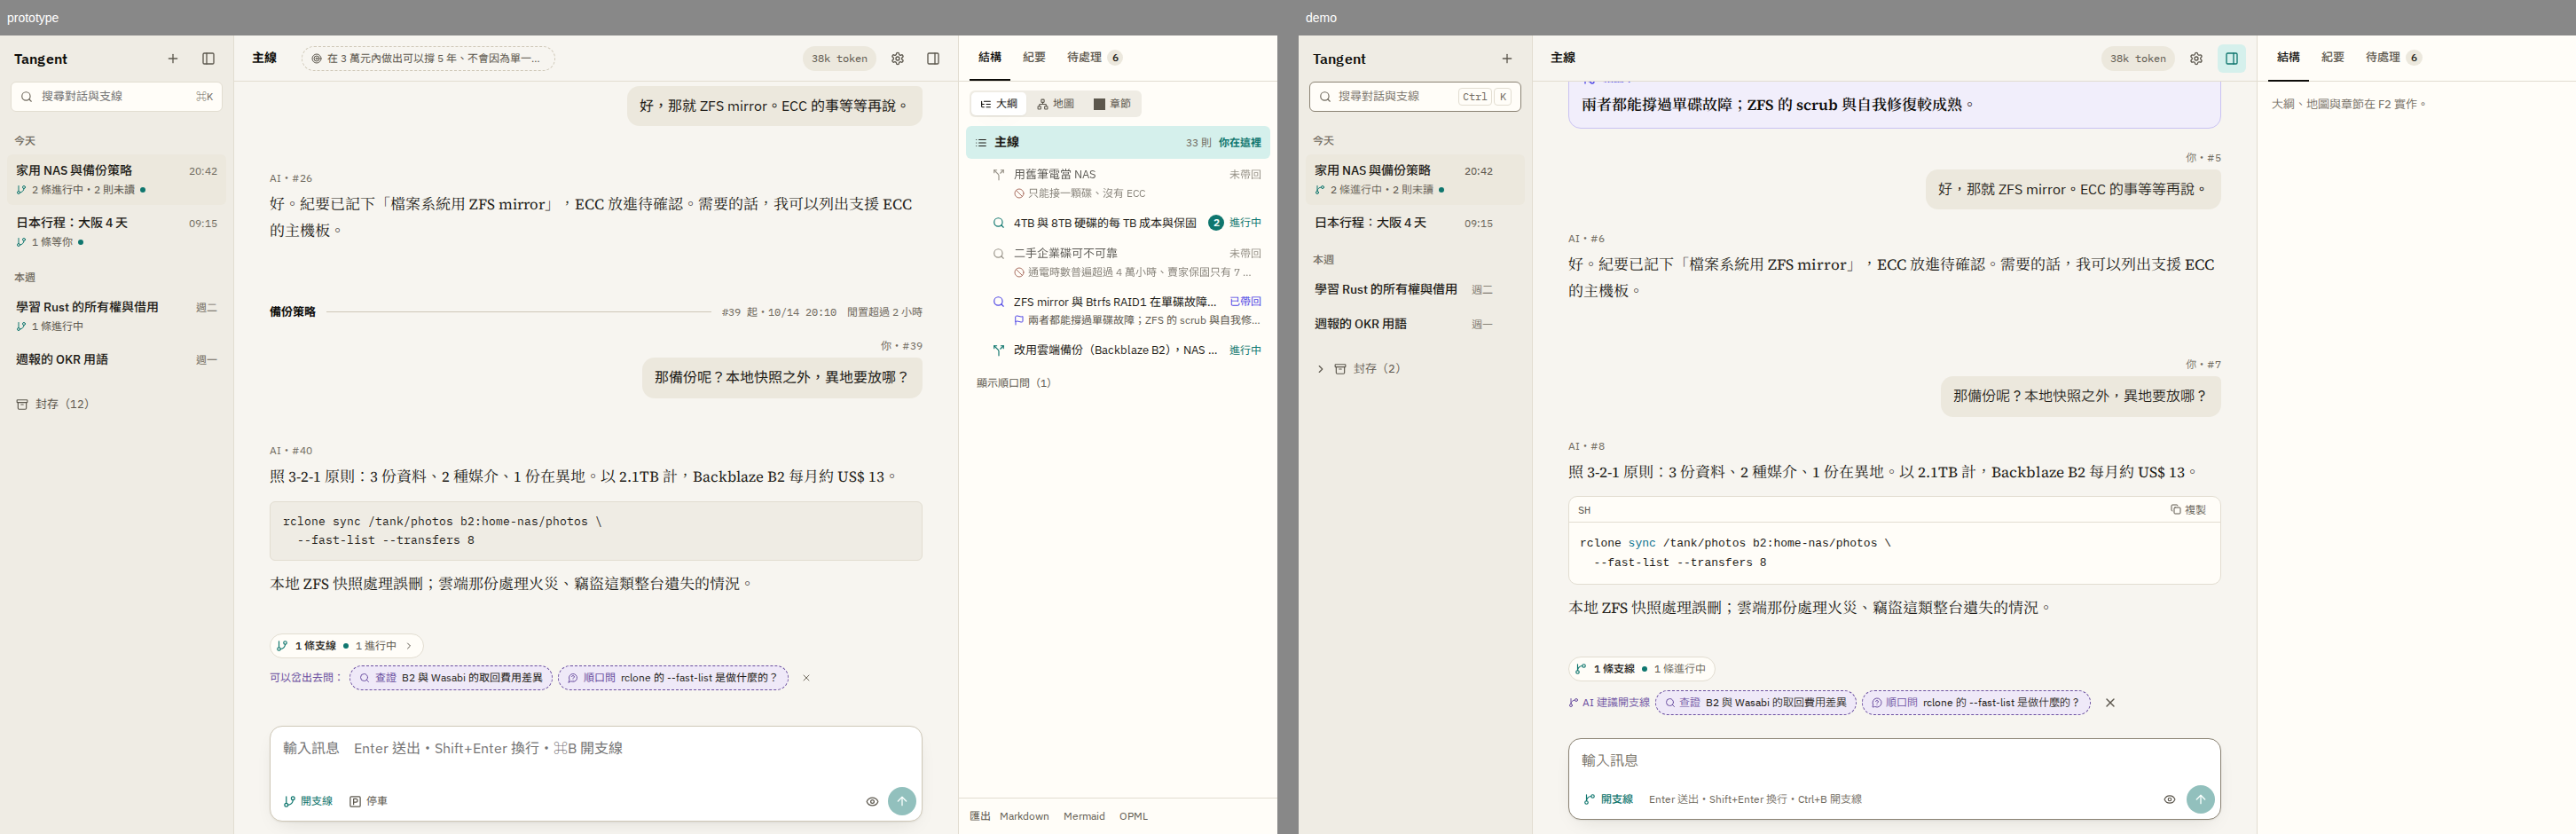 prototype
Tangent
搜尋對話與支線 ⌘K
今天
家用 NAS 與備份策略 20:42
2 條進行中・2 則未讀
日本行程：大阪 4 天 09:15
1 條等你
本週
學習 Rust 的所有權與借用 週二
1 條進行中
週報的 OKR 用語 週一
封存（12）
主線 在 3 萬元內做出可以撐 5 年、不會因為單一… 38k token
好，那就 ZFS mirror。ECC 的事等等再說。
AI・#26
好。紀要已記下「檔案系統用 ZFS mirror」，ECC 放進待確認。需要的話，我可以列出支援 ECC
的主機板。
備份策略 #39 起・10/14 20:10 閒置超過 2 小時
你・#39
那備份呢？本地快照之外，異地要放哪？
AI・#40
照 3-2-1 原則：3 份資料、2 種媒介、1 份在異地。以 2.1TB 計，Backblaze B2 每月約 US$ 13。
rclone sync /tank/photos b2:home-nas/photos \
--fast-list --transfers 8
本地 ZFS 快照處理誤刪；雲端那份處理火災、竊盜這類整台遺失的情況。
1 條支線 1 進行中
可以岔出去問： 查證 B2 與 Wasabi 的取回費用差異 順口問 rclone 的 --fast-list 是做什麼的？
輸入訊息 Enter 送出・Shift+Enter 換行・⌘B 開支線
開支線 停車
結構 紀要 待處理 6
大綱 地圖 章節
主線 33 則 你在這裡
用舊筆電當 NAS 未帶回
只能接一顆碟、沒有 ECC
4TB 與 8TB 硬碟的每 TB 成本與保固 2 進行中
二手企業碟可不可靠 未帶回
通電時數普遍超過 4 萬小時、賣家保固只有 7 …
ZFS mirror 與 Btrfs RAID1 在單碟故障… 已帶回
兩者都能撐過單碟故障；ZFS 的 scrub 與自我修…
改用雲端備份（Backblaze B2），NAS … 進行中
顯示順口問（1）
匯出 Markdown Mermaid OPML
demo
Tangent
搜尋對話與支線 Ctrl K
今天
家用 NAS 與備份策略 20:42
2 條進行中・2 則未讀
日本行程：大阪 4 天 09:15
本週
學習 Rust 的所有權與借用 週二
週報的 OKR 用語 週一
封存（2）
主線 38k token
兩者都能撐過單碟故障；ZFS 的 scrub 與自我修復較成熟。
你・#5
好，那就 ZFS mirror。ECC 的事等等再說。
AI・#6
好。紀要已記下「檔案系統用 ZFS mirror」，ECC 放進待確認。需要的話，我可以列出支援 ECC
的主機板。
你・#7
那備份呢？本地快照之外，異地要放哪？
AI・#8
照 3-2-1 原則：3 份資料、2 種媒介、1 份在異地。以 2.1TB 計，Backblaze B2 每月約 US$ 13。
SH 複製
rclone sync /tank/photos b2:home-nas/photos \
--fast-list --transfers 8
本地 ZFS 快照處理誤刪；雲端那份處理火災、竊盜這類整台遺失的情況。
1 條支線 1 條進行中
AI 建議開支線 查證 B2 與 Wasabi 的取回費用差異 順口問 rclone 的 --fast-list 是做什麼的？
輸入訊息
開支線 Enter 送出・Shift+Enter 換行・Ctrl+B 開支線
結構 紀要 待處理 6
大綱、地圖與章節在 F2 實作。